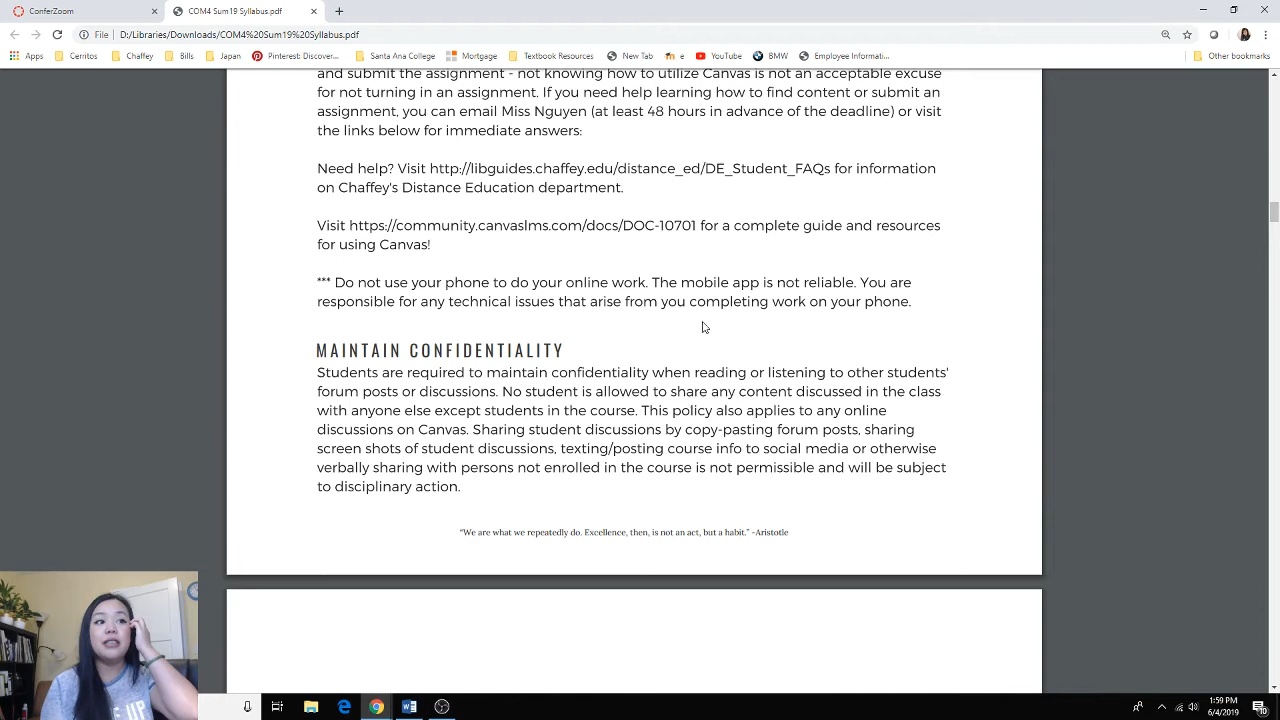 ConferZoom
COM4 Sum19 Syllabus.pdf
File
D:/Libraries/Downloads/COM4%20Sum19%20Syllabus.pdf
Apps
Cerritos
Chaffey
Bills
Japan
Pinterest: Discover...
Santa Ana College
Mortgage
Textbook Resources
New Tab
e
YouTube
BMW
Employee Informati...
Other bookmarks
and submit the assignment - not knowing how to utilize Canvas is not an acceptable excuse
for not turning in an assignment. If you need help learning how to find content or submit an
assignment, you can email Miss Nguyen (at least 48 hours in advance of the deadline) or visit
the links below for immediate answers:
Need help? Visit http://libguides.chaffey.edu/distance_ed/DE_Student_FAQs for information
on Chaffey's Distance Education department.
Visit https://community.canvaslms.com/docs/DOC-10701 for a complete guide and resources
for using Canvas!
*** Do not use your phone to do your online work. The mobile app is not reliable. You are
responsible for any technical issues that arise from you completing work on your phone.
MAINTAIN CONFIDENTIALITY
Students are required to maintain confidentiality when reading or listening to other students'
forum posts or discussions. No student is allowed to share any content discussed in the class
with anyone else except students in the course. This policy also applies to any online
discussions on Canvas. Sharing student discussions by copy-pasting forum posts, sharing
screen shots of student discussions, texting/posting course info to social media or otherwise
verbally sharing with persons not enrolled in the course is not permissible and will be subject
to disciplinary action.
"We are what we repeatedly do. Excellence, then, is not an act, but a habit." -Aristotle
1:59 PM
6/4/2019